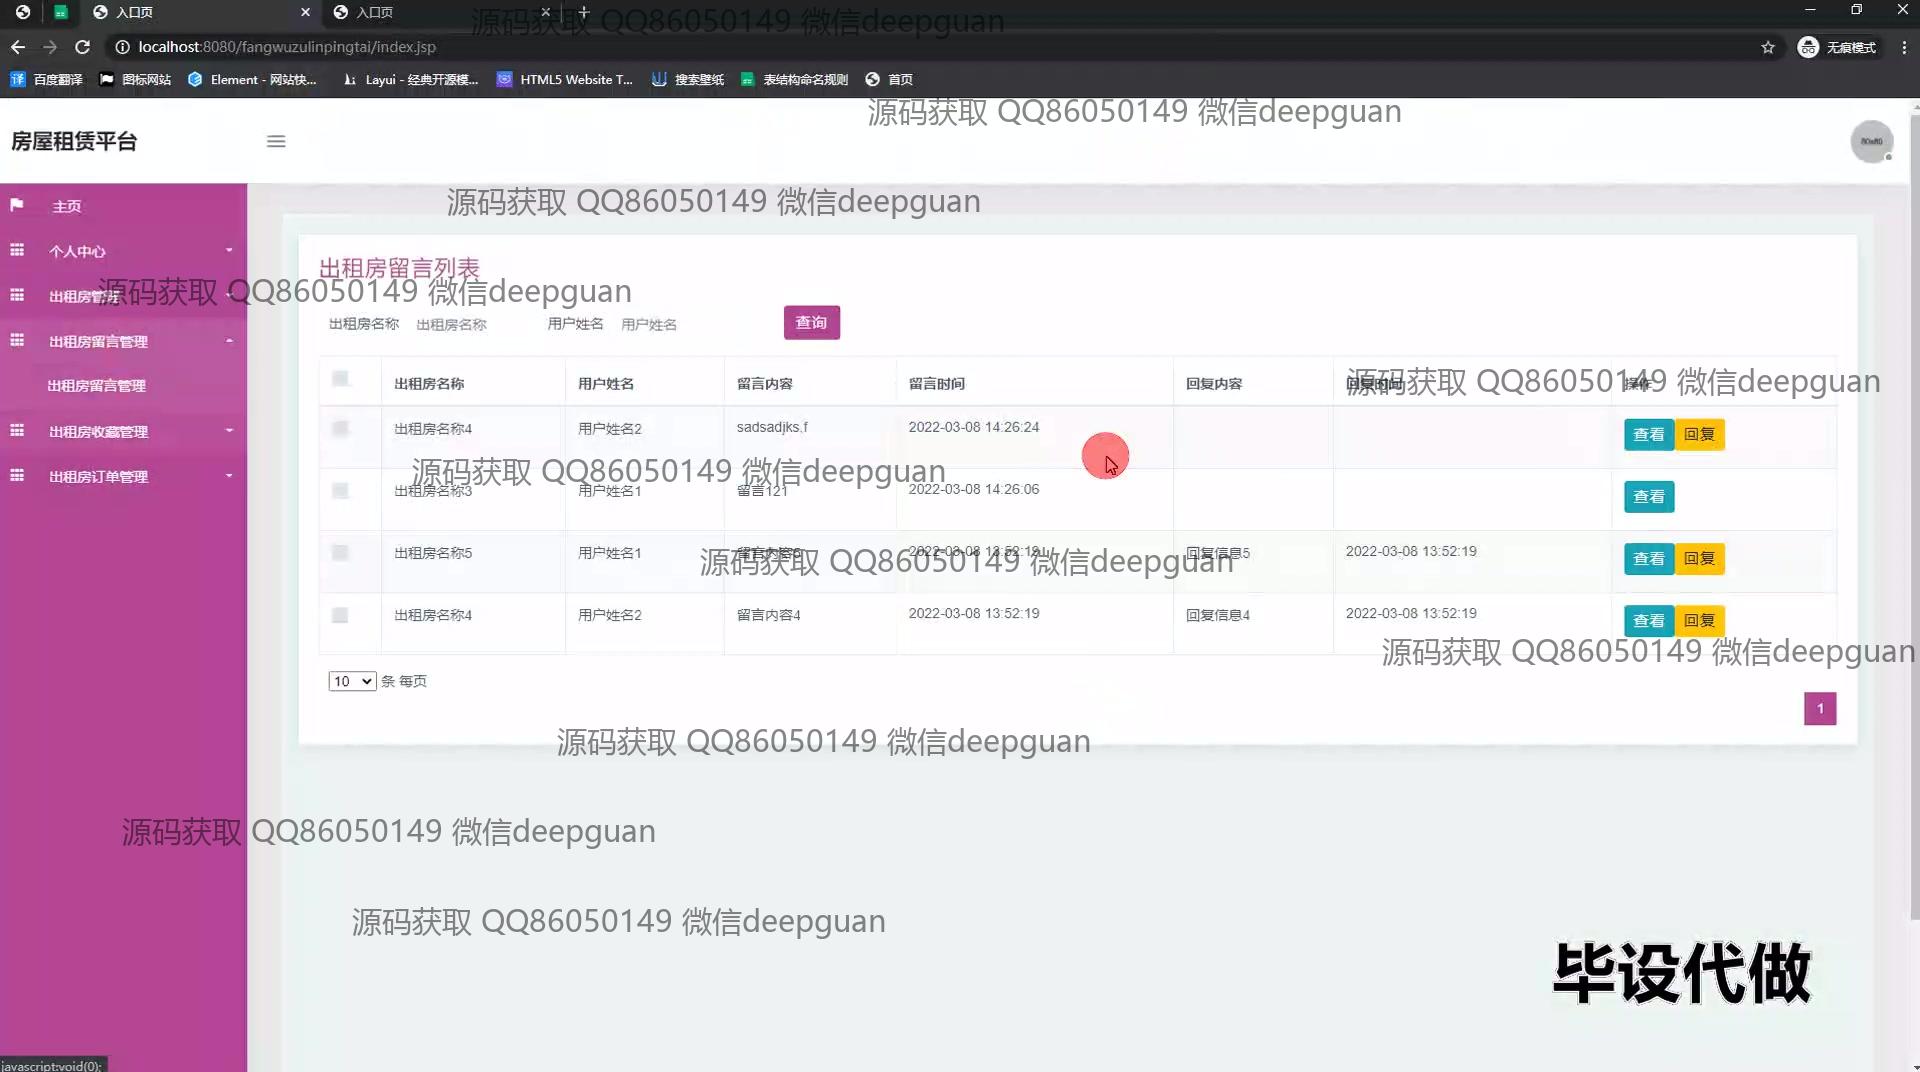 入口页
入口页
源码获取 QQ86050149 微信deepguan
localhost:8080/fangwuzulinpingtai/index.jsp
无痕模式
百度翻译
图标网站
Element - 网站快...
Layui - 经典开源模...
HTML5 Website T...
搜索壁纸
表结构命名规则
首页
源码获取 QQ86050149 微信deepguan
房屋租赁平台
80x80
源码获取 QQ86050149 微信deepguan
主页
个人中心
出租房管理
出租房留言管理
出租房留言管理
出租房收藏管理
出租房订单管理
出租房留言列表
源码获取 QQ86050149 微信deepguan
出租房名称 出租房名称 用户姓名 用户姓名 查询
出租房名称 用户姓名 留言内容 留言时间 回复内容 回复时间 操作
源码获取 QQ86050149 微信deepguan
出租房名称4 用户姓名2 sadsadjks,f 2022-03-08 14:26:24 查看 回复
源码获取 QQ86050149 微信deepguan
出租房名称3 用户姓名1 留言121 2022-03-08 14:26:06 查看
出租房名称5 用户姓名1 留言内容5 2022-03-08 13:52:19 回复信息5 2022-03-08 13:52:19 查看 回复
源码获取 QQ86050149 微信deepguan
出租房名称4 用户姓名2 留言内容4 2022-03-08 13:52:19 回复信息4 2022-03-08 13:52:19 查看 回复
源码获取 QQ86050149 微信deepguan
10 条 每页
1
源码获取 QQ86050149 微信deepguan
源码获取 QQ86050149 微信deepguan
源码获取 QQ86050149 微信deepguan
毕设代做
javascript:void(0);